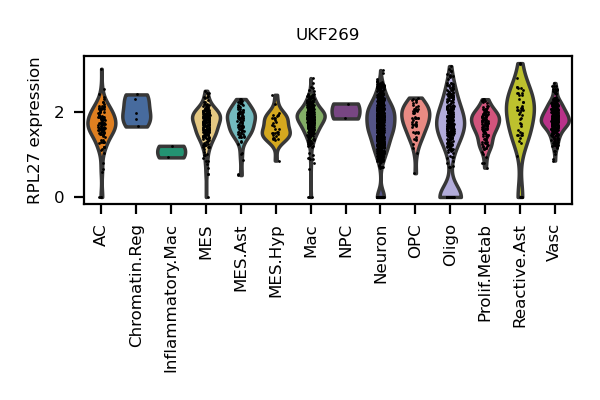 UKF269
RPL27 expression
2
0
AC
Chromatin.Reg
Inflammatory.Mac
MES
MES.Ast
MES.Hyp
Mac
NPC
Neuron
OPC
Oligo
Prolif.Metab
Reactive.Ast
Vasc